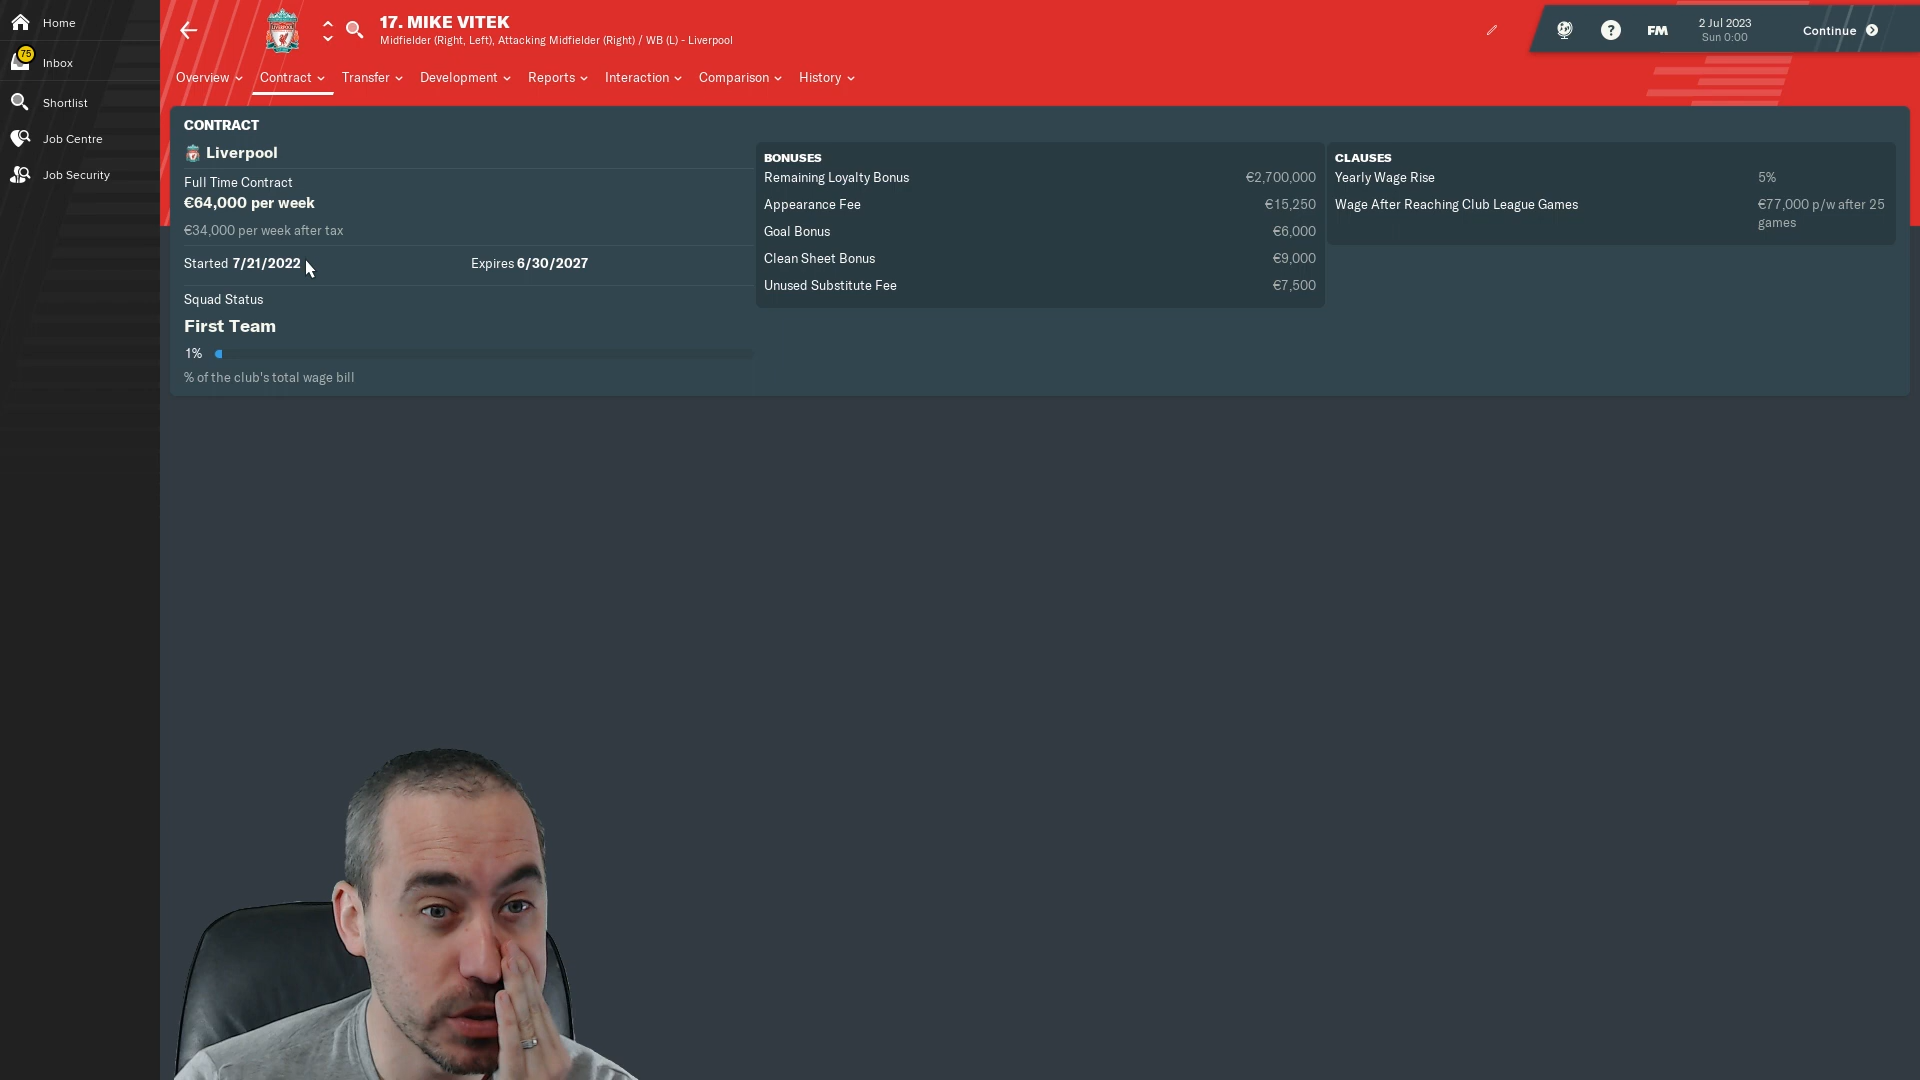 Home
75
Inbox
Shortlist
Job Centre
Job Security
17. MIKE VITEK
Midfielder (Right, Left), Attacking Midfielder (Right) / WB (L) - Liverpool
?
FM
2 Jul 2023
Sun 0:00
Continue
Overview
Contract
Transfer
Development
Reports
Interaction
Comparison
History
CONTRACT
Liverpool
Full Time Contract
€64,000 per week
€34,000 per week after tax
Started 7/21/2022
Expires 6/30/2027
Squad Status
First Team
1%
% of the club's total wage bill
BONUSES
Remaining Loyalty Bonus €2,700,000
Appearance Fee €15,250
Goal Bonus €6,000
Clean Sheet Bonus €9,000
Unused Substitute Fee €7,500
CLAUSES
Yearly Wage Rise 5%
Wage After Reaching Club League Games €77,000 p/w after 25
games